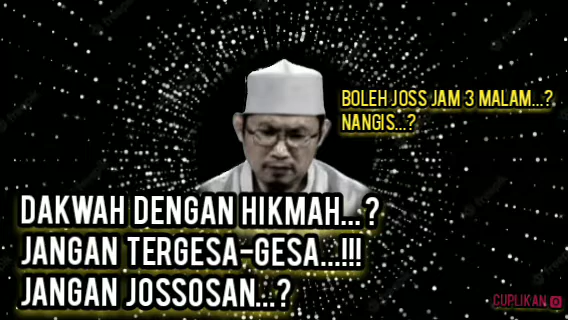 BOLEH JOSS JAM 3 MALAM...?
NANGIS...?
DAKWAH DENGAN HIKMAH...?
JANGAN TERGESA-GESA...!!!
JANGAN JOSSOSAN...?
CUPLIKAN